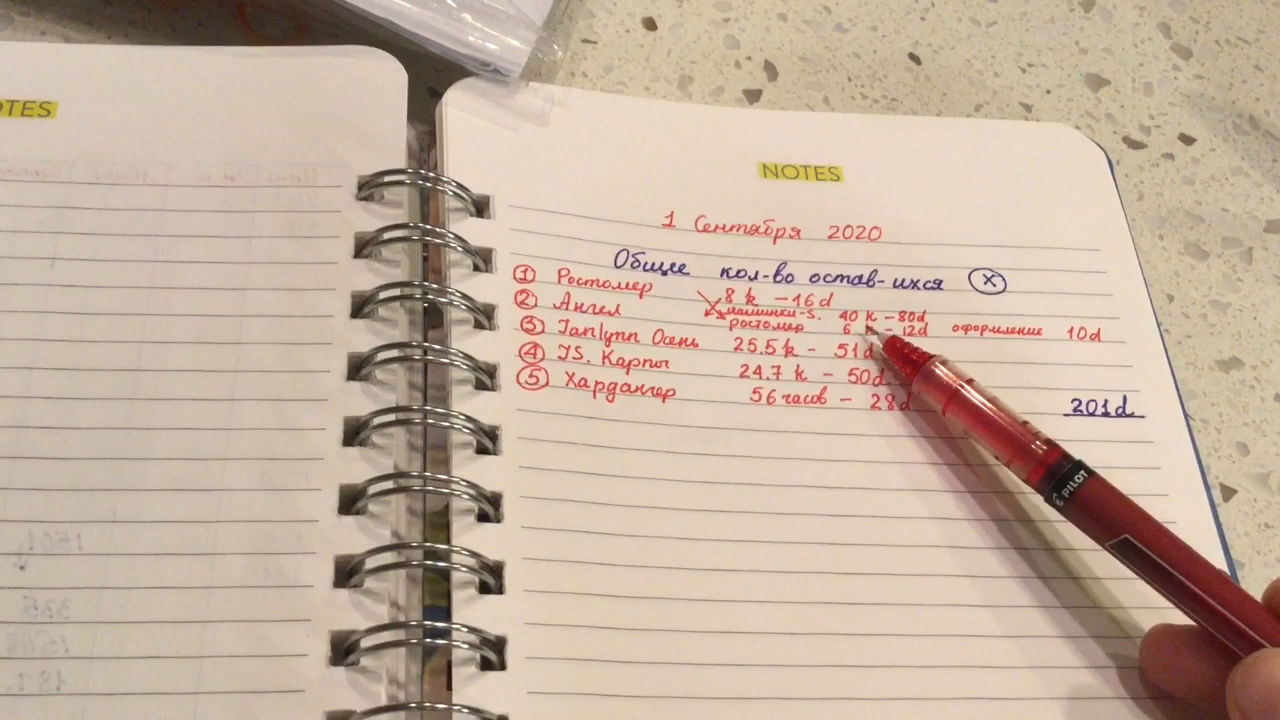 OTES
NOTES
1 Сентября 2020
Общее кол-во остав-ихся X
1 Ростомер 8 k - 16 d
2 Ангел машинки-S. 40 k - 80d
ростомер 6 k - 12d оформление 10d
3 Janlynn Осень 25.5 k - 51d
4 JS. Карпы 24.7 k - 50d
5 Хардангер 56 часов - 28d
201d
PILOT